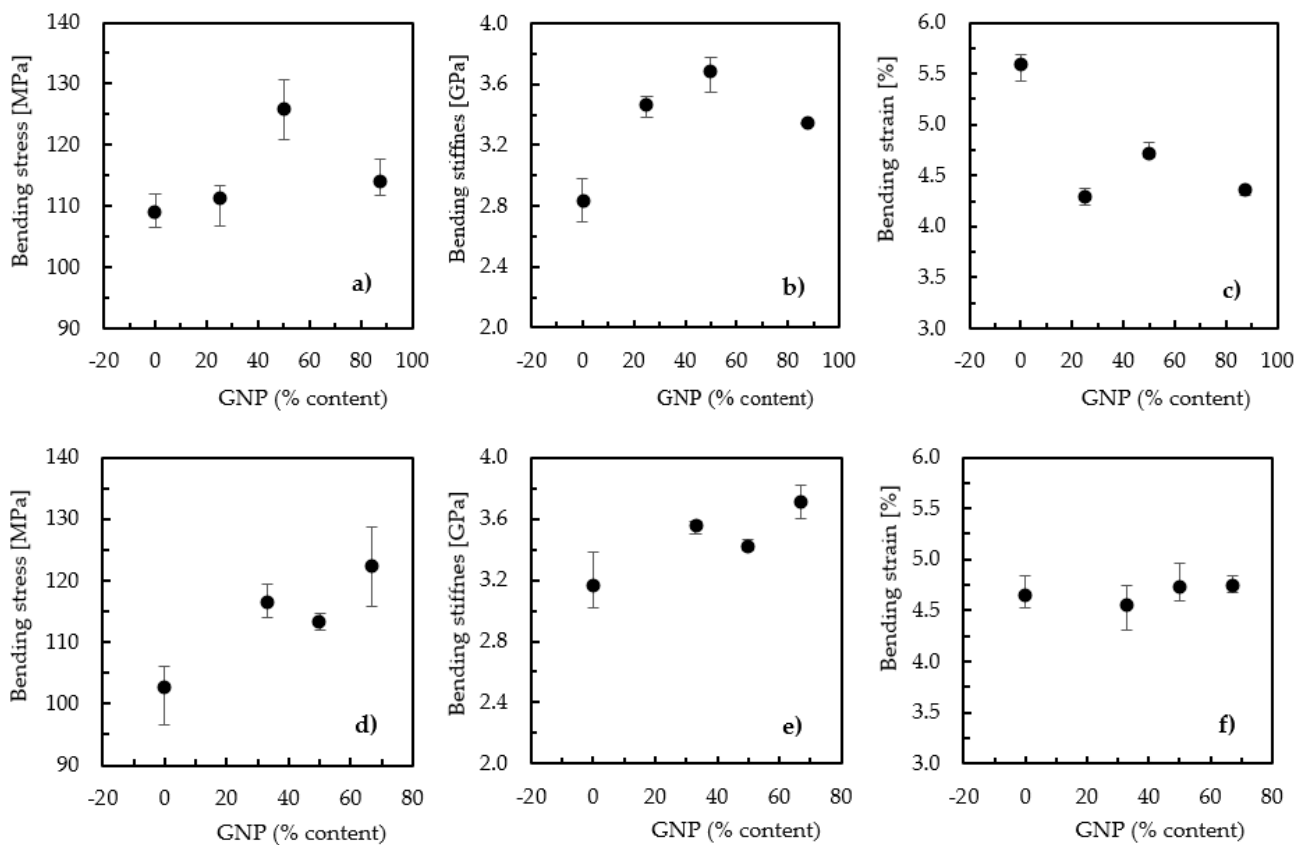 Bending stress [MPa]
140
130
120
110
100
90
a)
-20 0 20 40 60 80 100
GNP (% content)
Bending stiffnes [GPa]
4.0
3.6
3.2
2.8
2.4
2.0
b)
-20 0 20 40 60 80 100
GNP (% content)
Bending strain [%]
6.0
5.5
5.0
4.5
4.0
3.5
3.0
c)
-20 0 20 40 60 80 100
GNP (% content)
Bending stress [MPa]
140
130
120
110
100
90
d)
-20 0 20 40 60 80
GNP (% content)
Bending stiffnes [GPa]
4.0
3.6
3.2
2.8
2.4
2.0
e)
-20 0 20 40 60 80
GNP (% content)
Bending strain [%]
6.0
5.5
5.0
4.5
4.0
3.5
3.0
f)
-20 0 20 40 60 80
GNP (% content)